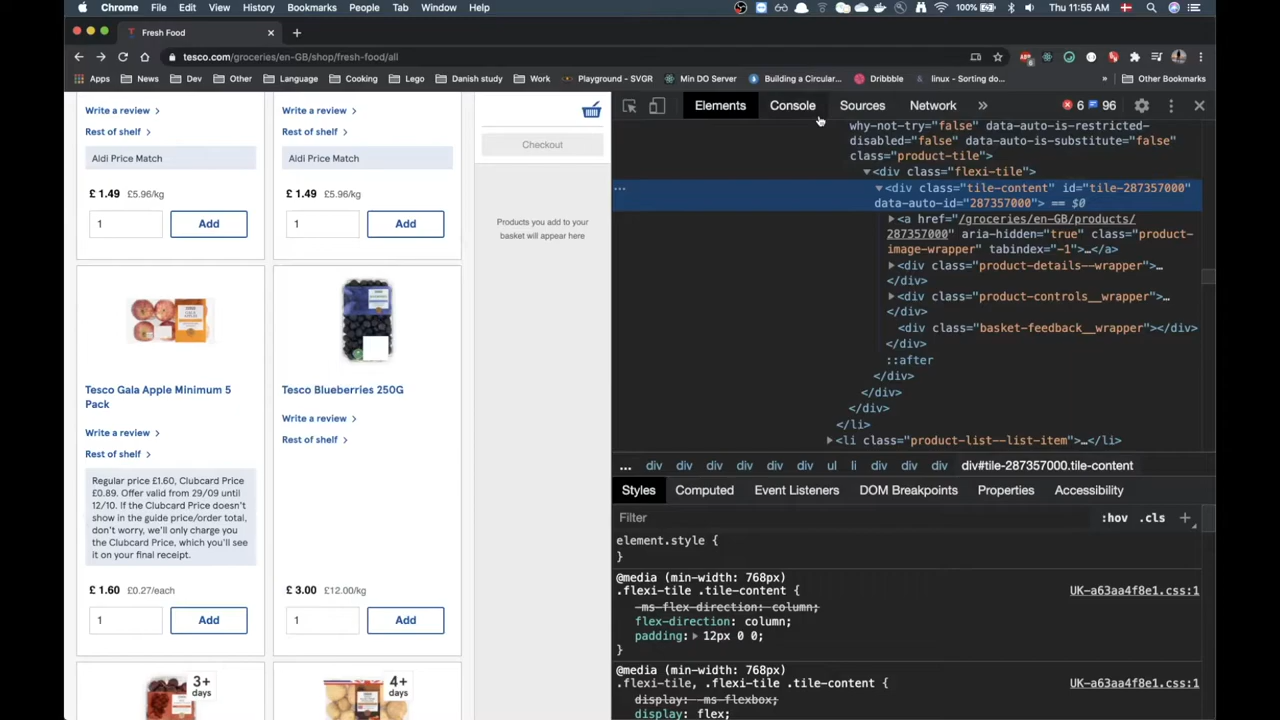 Chrome File Edit View History Bookmarks People Tab Window Help 100% Thu 11:55 AM
Fresh Food
tesco.com/groceries/en-GB/shop/fresh-food/all
Apps News Dev Other Language Cooking Lego Danish study Work Playground - SVGR Min DO Server Building a Circular... Dribbble linux - Sorting do... » Other Bookmarks
Elements Console Sources Network » 6 96
Write a review > Write a review >
Rest of shelf > Rest of shelf >
Aldi Price Match Aldi Price Match
£ 1.49 £5.96/kg £ 1.49 £5.96/kg
1 Add 1 Add
Tesco Gala Apple Minimum 5
Pack
Write a review >
Rest of shelf >
Regular price £1.60, Clubcard Price
£0.89. Offer valid from 29/09 until
12/10. If the Clubcard Price doesn't
show in the guide price/order total,
don't worry, we'll only charge you
the Clubcard Price, which you'll see
it on your final receipt.
£ 1.60 £0.27/each
1 Add
Tesco Blueberries 250G
Write a review >
Rest of shelf >
£ 3.00 £12.00/kg
1 Add
3+
days
4+
days
Checkout
Products you add to your
basket will appear here
why-not-try="false" data-auto-is-restricted-
disabled="false" data-auto-is-substitute="false"
class="product-tile">
<div class="flexi-tile">
... <div class="tile-content" id="tile-287357000"
data-auto-id="287357000"> == $0
<a href="/groceries/en-GB/products/
287357000" aria-hidden="true" class="product-
image-wrapper" tabindex="-1">…</a>
<div class="product-details--wrapper">…
</div>
<div class="product-controls__wrapper">…
</div>
<div class="basket-feedback__wrapper"></div>
</div>
::after
</div>
</div>
</div>
</li>
<li class="product-list--list-item">…</li>
... div div div div div div ul li div div div div#tile-287357000.tile-content
Styles Computed Event Listeners DOM Breakpoints Properties Accessibility
Filter :hov .cls +
element.style {
}
@media (min-width: 768px)
.flexi-tile .tile-content { UK-a63aa4f8e1.css:1
-ms-flex-direction: column;
flex-direction: column;
padding: 12px 0 0;
}
@media (min-width: 768px)
.flexi-tile, .flexi-tile .tile-content { UK-a63aa4f8e1.css:1
display: -ms-flexbox;
display: flex;